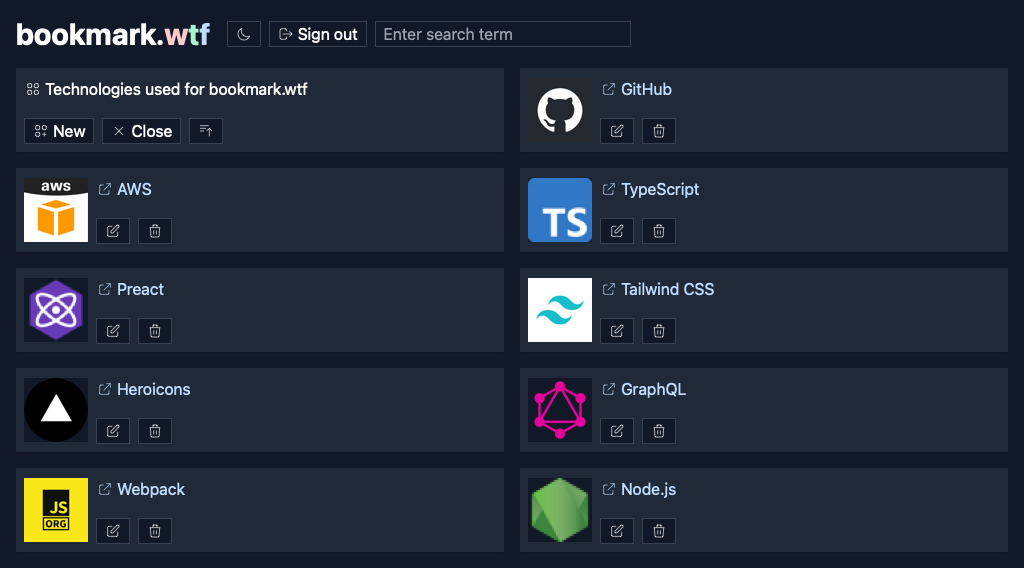 bookmark.wtf
Sign out
Enter search term
Technologies used for bookmark.wtf
New
Close
GitHub
aws
AWS
TS
TypeScript
Preact
Tailwind CSS
Heroicons
GraphQL
JS
ORG
Webpack
Node.js